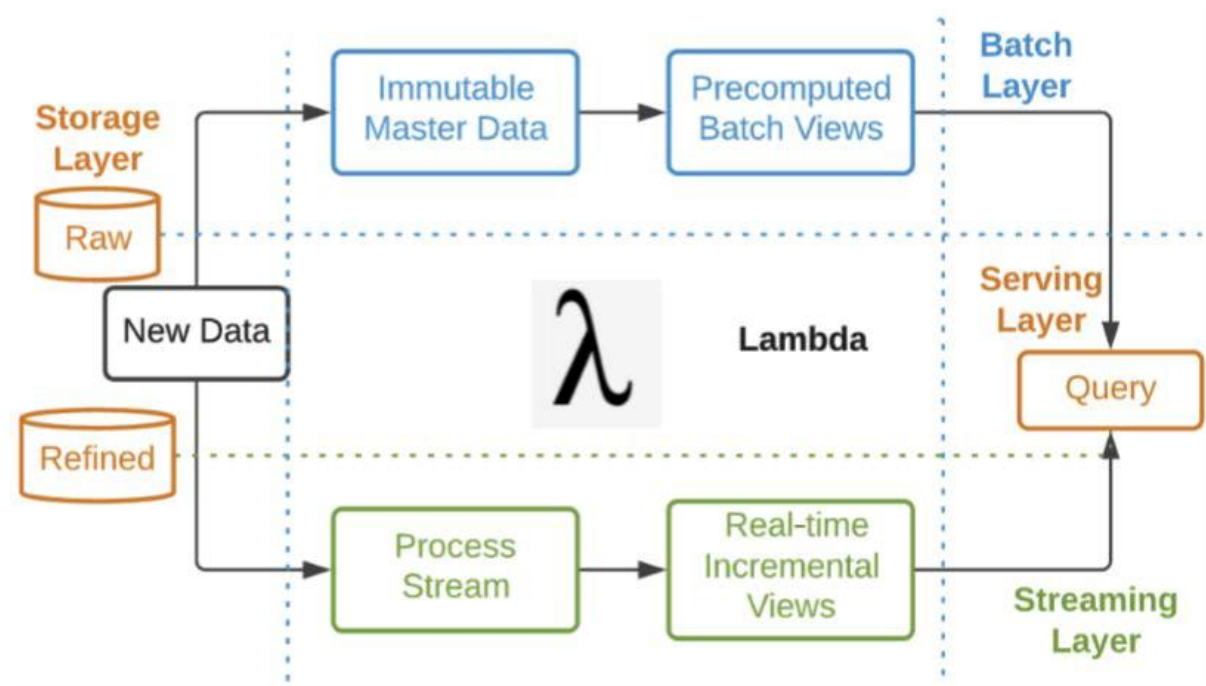 Batch
Layer
Immutable
Master Data
Precomputed
Batch Views
Storage
Layer
Raw
New Data
λ
Lambda
Serving
Layer
Query
Refined
Process
Stream
Real-time
Incremental
Views
Streaming
Layer